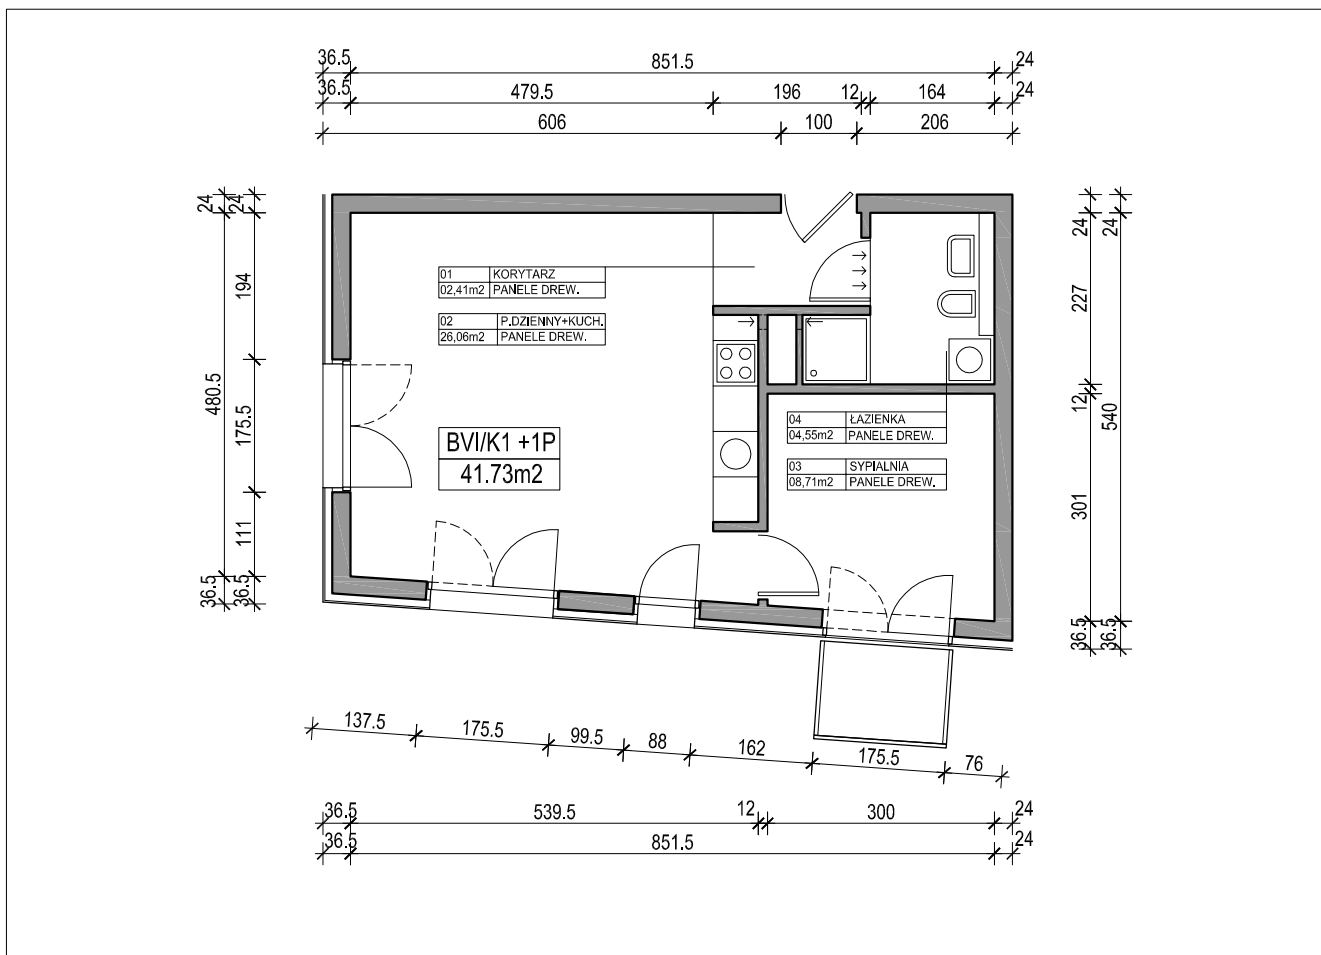 36.5 851.5 24
36.5 479.5 196 12 164 24
606 100 206
24 24
194
480.5
175.5
111
36.5 36.5
24 24
227
12
540
301
36.5 36.5
01 KORYTARZ
02,41m2 PANELE DREW.
02 P.DZIENNY+KUCH.
26,06m2 PANELE DREW.
BVI/K1 +1P
41.73m2
04 ŁAZIENKA
04,55m2 PANELE DREW.
03 SYPIALNIA
08,71m2 PANELE DREW.
137.5 175.5 99.5 88 162 175.5 76
36.5 539.5 12 300 24
36.5 851.5 24